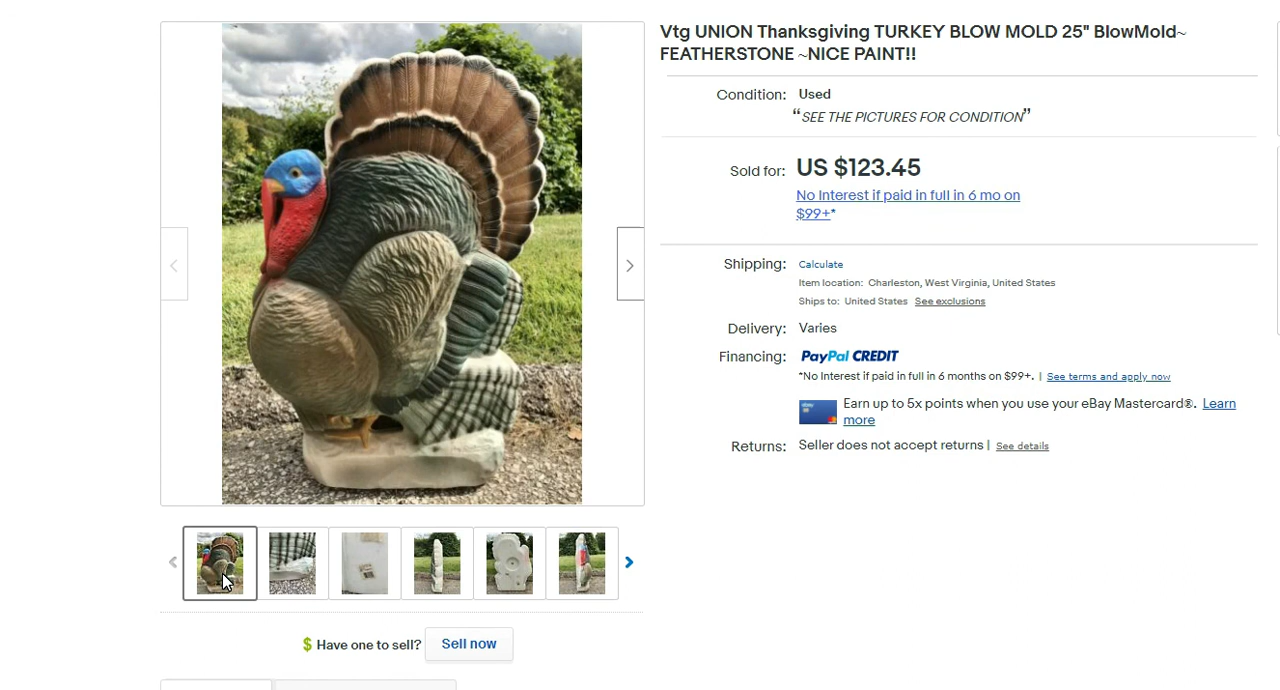 Vtg UNION Thanksgiving TURKEY BLOW MOLD 25" BlowMold~
FEATHERSTONE ~NICE PAINT!!
Condition: Used
“SEE THE PICTURES FOR CONDITION”
Sold for: US $123.45
No Interest if paid in full in 6 mo on
$99+*
Shipping: Calculate
Item location: Charleston, West Virginia, United States
Ships to: United States See exclusions
Delivery: Varies
Financing: PayPal CREDIT
*No Interest if paid in full in 6 months on $99+. | See terms and apply now
Earn up to 5x points when you use your eBay Mastercard®. Learn
more
Returns: Seller does not accept returns | See details
$ Have one to sell? Sell now